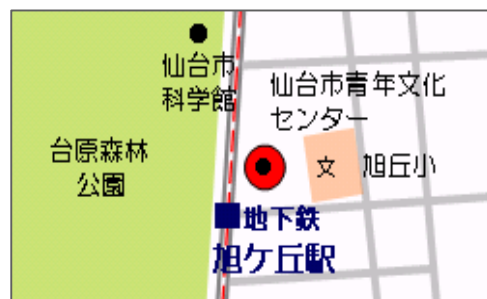 仙台市
科学館
仙台市青年文化
センター
台原森林
公園
文
旭丘小
地下鉄
旭ケ丘駅